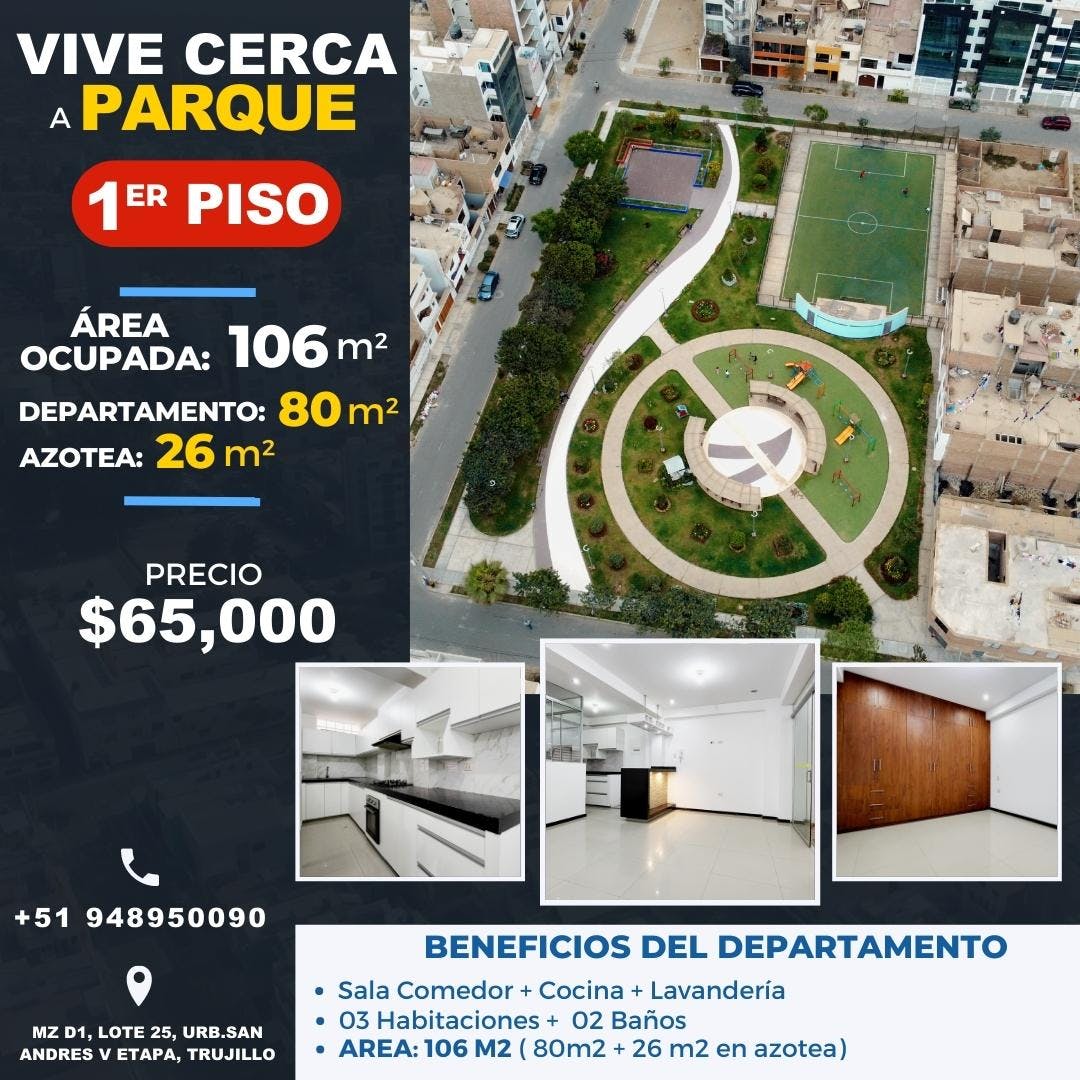 VIVE CERCA
A PARQUE
1ER PISO
ÁREA
OCUPADA: 106 m²
DEPARTAMENTO: 80 m²
AZOTEA: 26 m²
PRECIO
$65,000
+51 948950090
MZ D1, LOTE 25, URB.SAN
ANDRES V ETAPA, TRUJILLO
BENEFICIOS DEL DEPARTAMENTO
• Sala Comedor + Cocina + Lavandería
• 03 Habitaciones + 02 Baños
• AREA: 106 M2 ( 80m2 + 26 m2 en azotea)